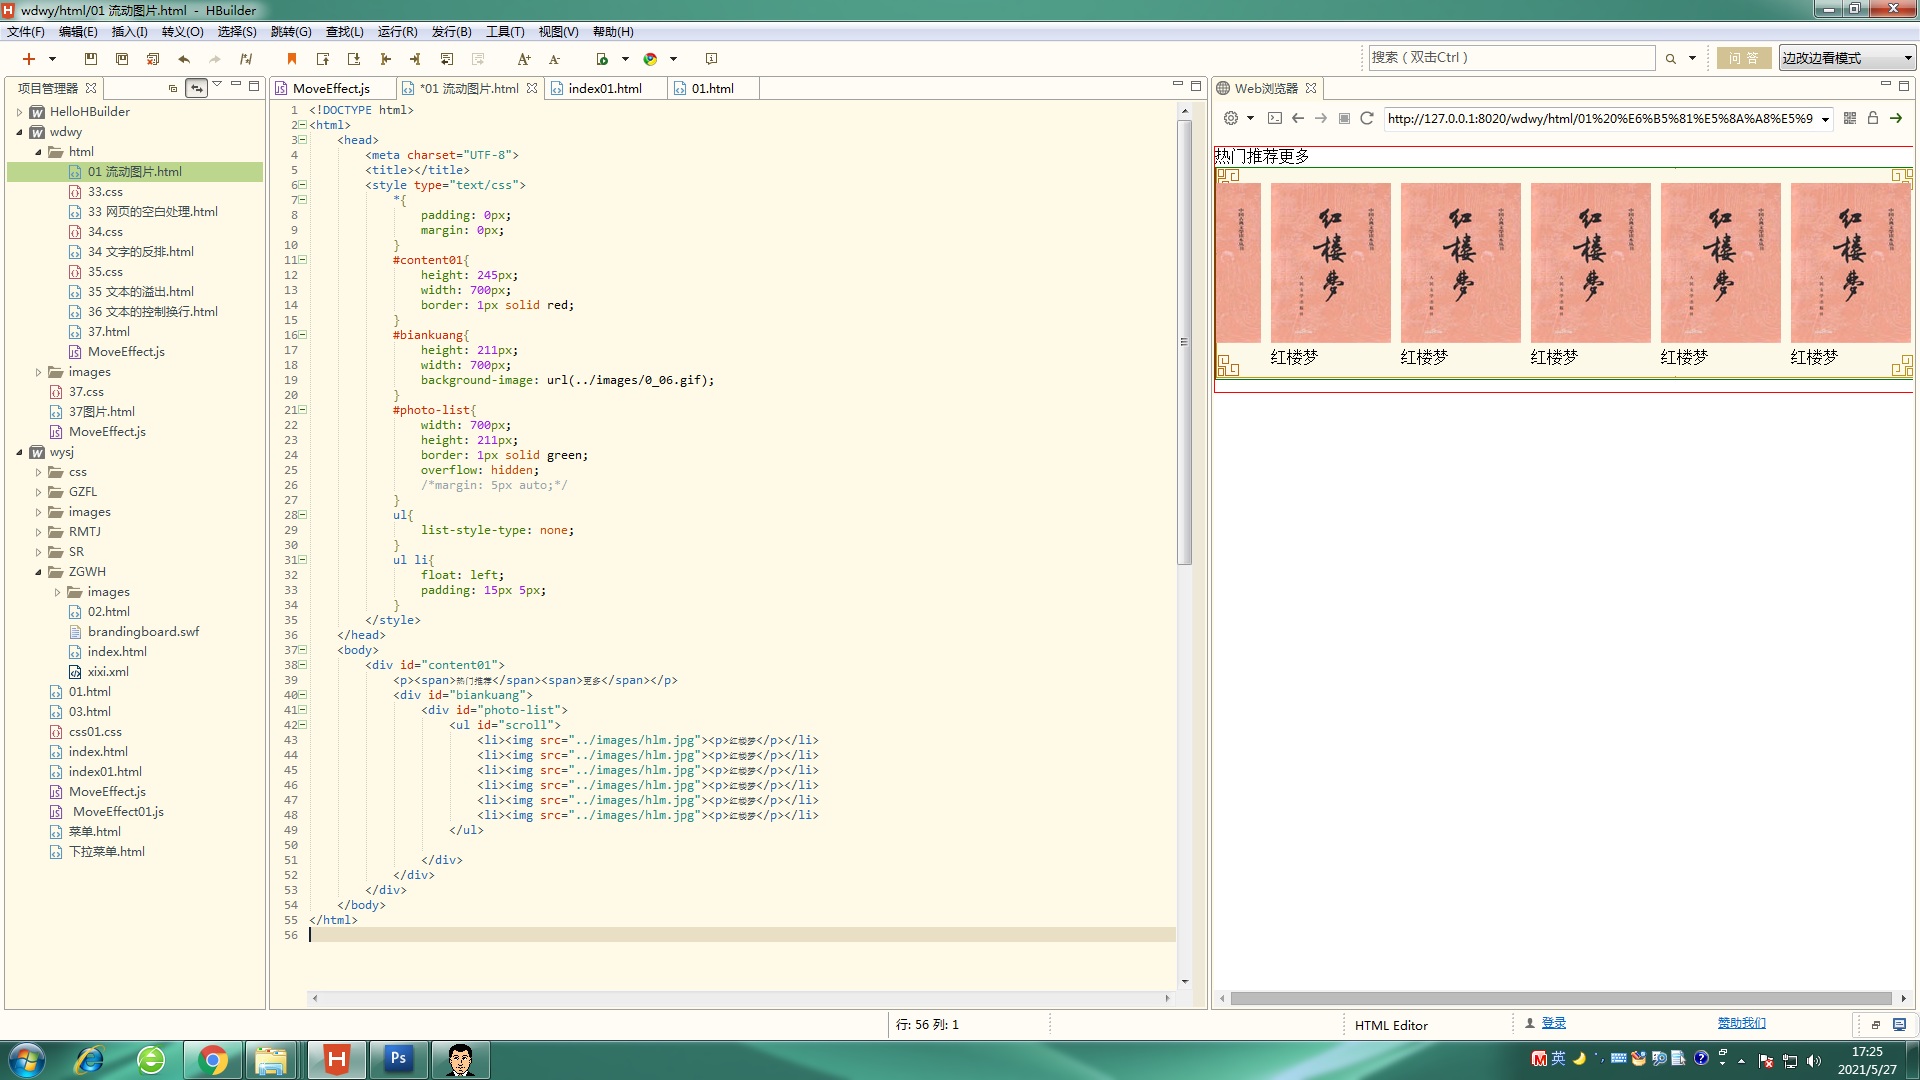 wdwy/html/01 流动图片.html - HBuilder
文件(F) 编辑(E) 插入(I) 转义(O) 选择(S) 跳转(G) 查找(L) 运行(R) 发行(B) 工具(T) 视图(V) 帮助(H)
搜索（双击Ctrl）
问 答
边改边看模式
项目管理器
HelloHBuilder
wdwy
html
01 流动图片.html
33.css
33 网页的空白处理.html
34.css
34 文字的反排.html
35.css
35 文本的溢出.html
36 文本的控制换行.html
37.html
MoveEffect.js
images
37.css
37图片.html
MoveEffect.js
wysj
css
GZFL
images
RMTJ
SR
ZGWH
images
02.html
brandingboard.swf
index.html
xixi.xml
01.html
03.html
css01.css
index.html
index01.html
MoveEffect.js
MoveEffect01.js
菜单.html
下拉菜单.html
MoveEffect.js *01 流动图片.html index01.html 01.html
1 <!DOCTYPE html>
2 <html>
3 <head>
4 <meta charset="UTF-8">
5 <title></title>
6 <style type="text/css">
7 *{
8 padding: 0px;
9 margin: 0px;
10 }
11 #content01{
12 height: 245px;
13 width: 700px;
14 border: 1px solid red;
15 }
16 #biankuang{
17 height: 211px;
18 width: 700px;
19 background-image: url(../images/0_06.gif);
20 }
21 #photo-list{
22 width: 700px;
23 height: 211px;
24 border: 1px solid green;
25 overflow: hidden;
26 /*margin: 5px auto;*/
27 }
28 ul{
29 list-style-type: none;
30 }
31 ul li{
32 float: left;
33 padding: 15px 5px;
34 }
35 </style>
36 </head>
37 <body>
38 <div id="content01">
39 <p><span>热门推荐</span><span>更多</span></p>
40 <div id="biankuang">
41 <div id="photo-list">
42 <ul id="scroll">
43 <li><img src="../images/hlm.jpg"><p>红楼梦</p></li>
44 <li><img src="../images/hlm.jpg"><p>红楼梦</p></li>
45 <li><img src="../images/hlm.jpg"><p>红楼梦</p></li>
46 <li><img src="../images/hlm.jpg"><p>红楼梦</p></li>
47 <li><img src="../images/hlm.jpg"><p>红楼梦</p></li>
48 <li><img src="../images/hlm.jpg"><p>红楼梦</p></li>
49 </ul>
50
51 </div>
52 </div>
53 </div>
54 </body>
55 </html>
56
Web浏览器
http://127.0.0.1:8020/wdwy/html/01%20%E6%B5%81%E5%8A%A8%E5%9
热门推荐更多
红楼梦 红楼梦 红楼梦 红楼梦 红楼梦
红楼梦 红楼梦 红楼梦 红楼梦 红楼梦
行: 56 列: 1
HTML Editor
登录
赞助我们
Ps
英
17:25
2021/5/27